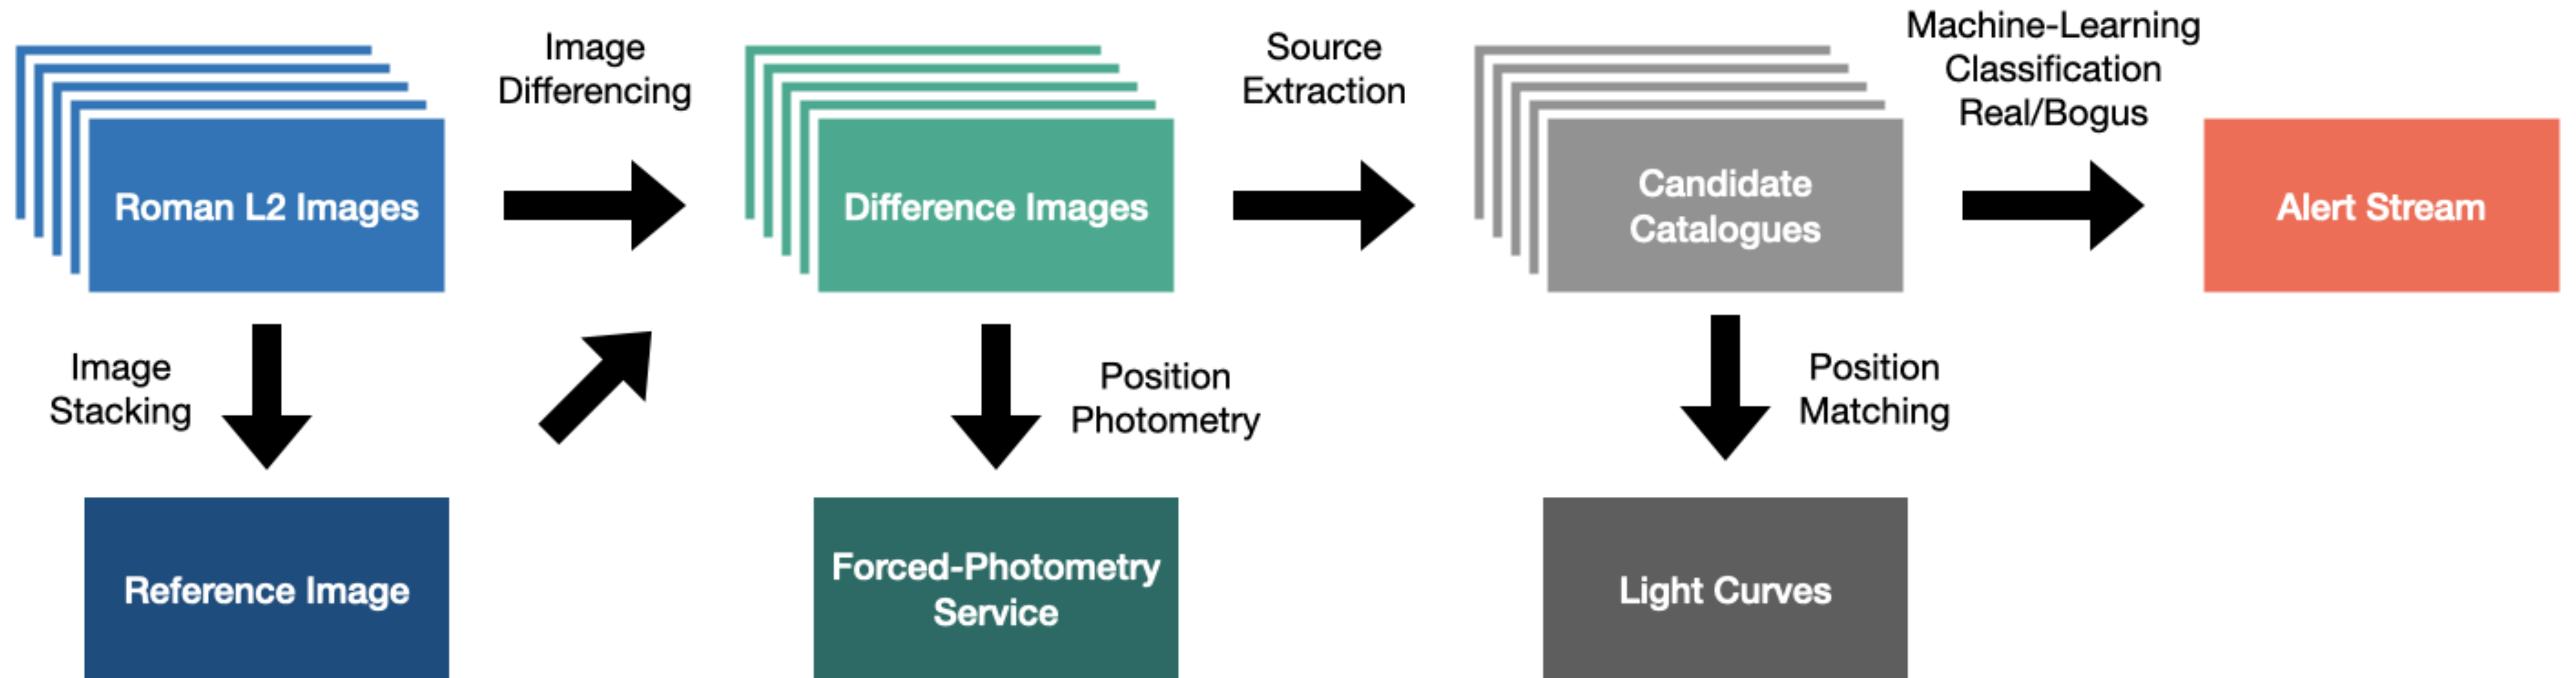 Image
Differencing
Source
Extraction
Machine-Learning
Classification
Real/Bogus
Roman L2 Images
Difference Images
Candidate
Catalogues
Alert Stream
Image
Stacking
Position
Photometry
Position
Matching
Reference Image
Forced-Photometry
Service
Light Curves